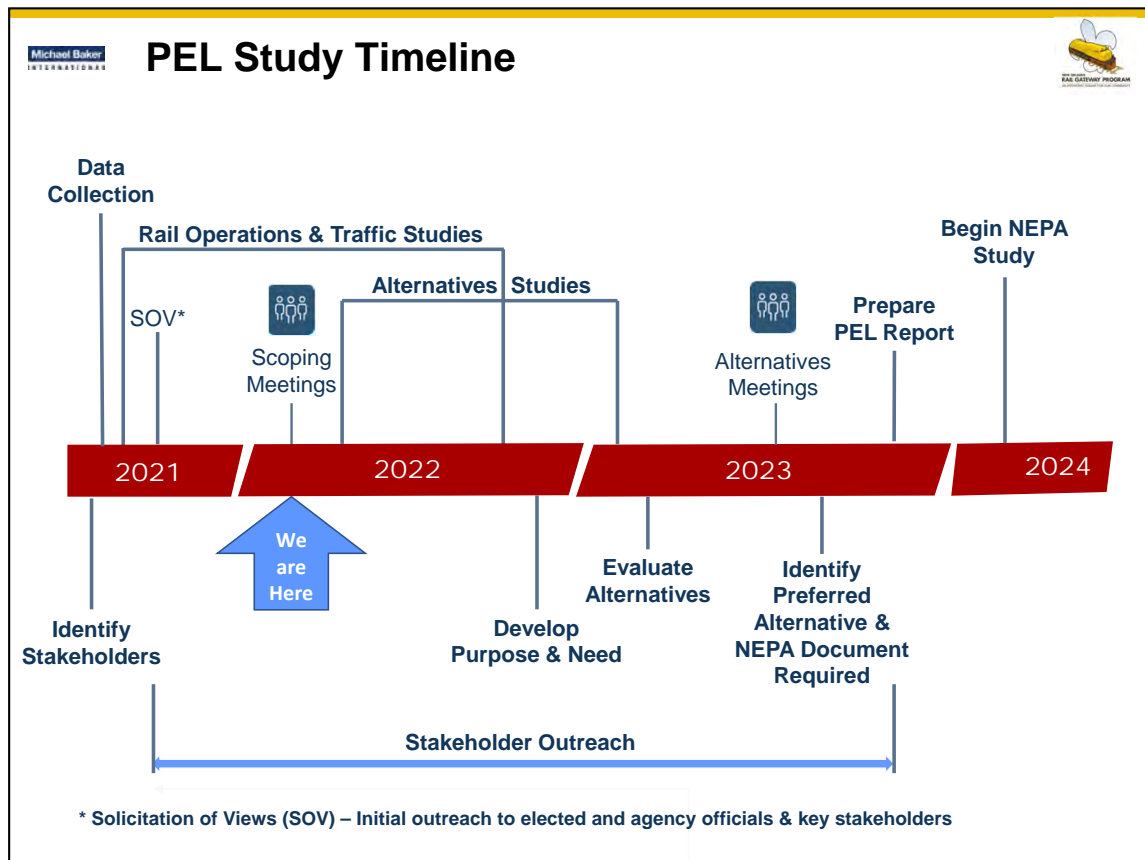 Michael Baker
INTERNATIONAL
PEL Study Timeline
RAIL GATEWAY PROGRAM
Data
Collection
Rail Operations & Traffic Studies
Begin NEPA
Study
Alternatives Studies
SOV*
Prepare
PEL Report
Scoping
Meetings
Alternatives
Meetings
2021
2022
2023
2024
We
are
Here
Identify
Stakeholders
Develop
Purpose & Need
Evaluate
Alternatives
Identify
Preferred
Alternative &
NEPA Document
Required
Stakeholder Outreach
* Solicitation of Views (SOV) – Initial outreach to elected and agency officials & key stakeholders